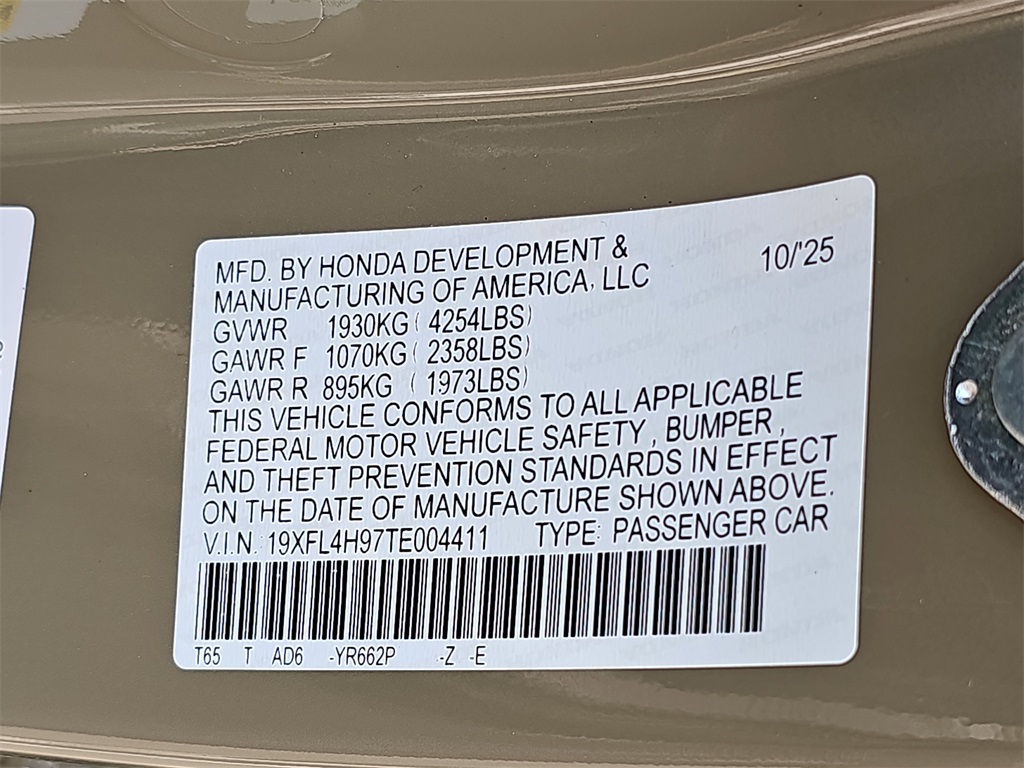 MFD. BY HONDA DEVELOPMENT &
MANUFACTURING OF AMERICA, LLC
10/'25
GVWR 1930KG ( 4254LBS)
GAWR F 1070KG ( 2358LBS)
GAWR R 895KG ( 1973LBS)
THIS VEHICLE CONFORMS TO ALL APPLICABLE
FEDERAL MOTOR VEHICLE SAFETY, BUMPER,
AND THEFT PREVENTION STANDARDS IN EFFECT
ON THE DATE OF MANUFACTURE SHOWN ABOVE.
V.I.N. 19XFL4H97TE004411 TYPE: PASSENGER CAR
T65 T AD6 -YR662P -Z -E